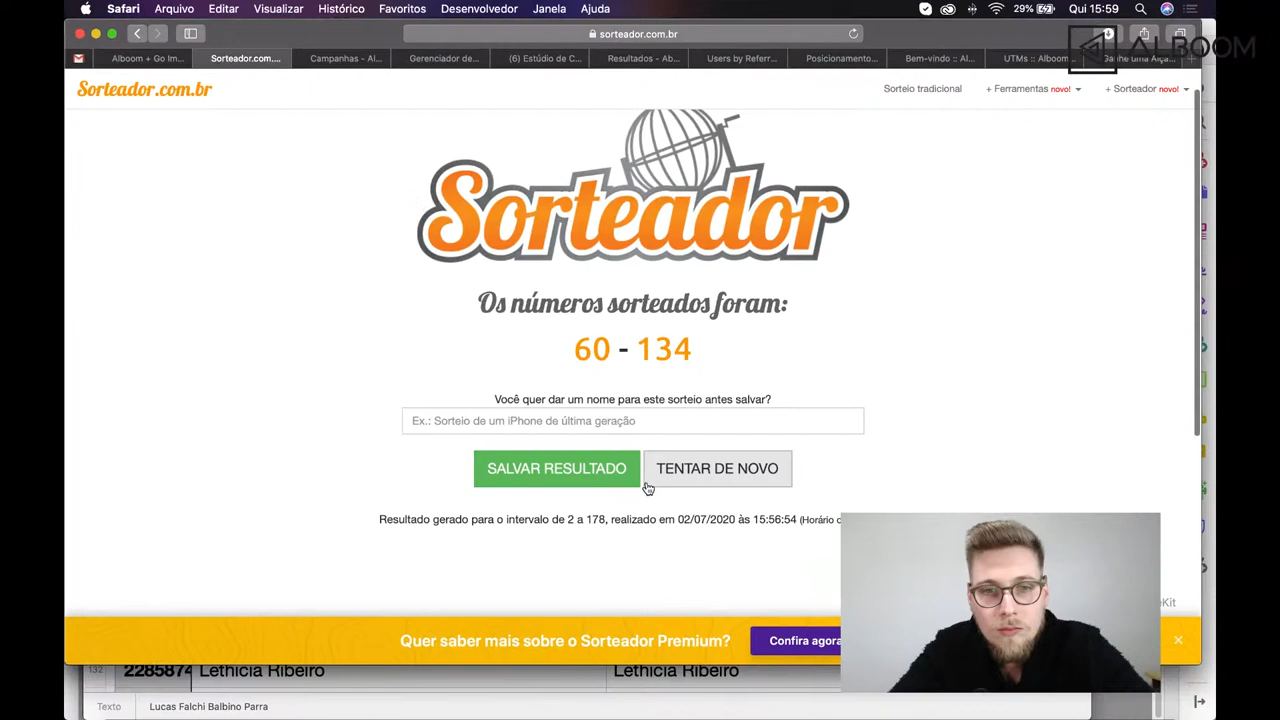 Safari Arquivo Editar Visualizar Histórico Favoritos Desenvolvedor Janela Ajuda 29% Qui 15:59
sorteador.com.br
ALBOOM
Alboom + Go Im... Sorteador.com.... Campanhas - Al... Gerenciador de... (6) Estúdio de C... Resultados - Ab... Users by Referr... Posicionamento... Bem-vindo :: Al... UTMs :: Alboom... Ganhe uma Alça...
Sorteador.com.br Sorteio tradicional + Ferramentas novo! + Sorteador novo!
Sorteador
Os números sorteados foram:
60 - 134
Você quer dar um nome para este sorteio antes salvar?
Ex.: Sorteio de um iPhone de última geração
SALVAR RESULTADO TENTAR DE NOVO
Resultado gerado para o intervalo de 2 a 178, realizado em 02/07/2020 às 15:56:54 (Horário
Quer saber mais sobre o Sorteador Premium? Confira agora
132 2285874 Lethicia Ribeiro Lethicia Ribeiro
Texto Lucas Falchi Balbino Parra